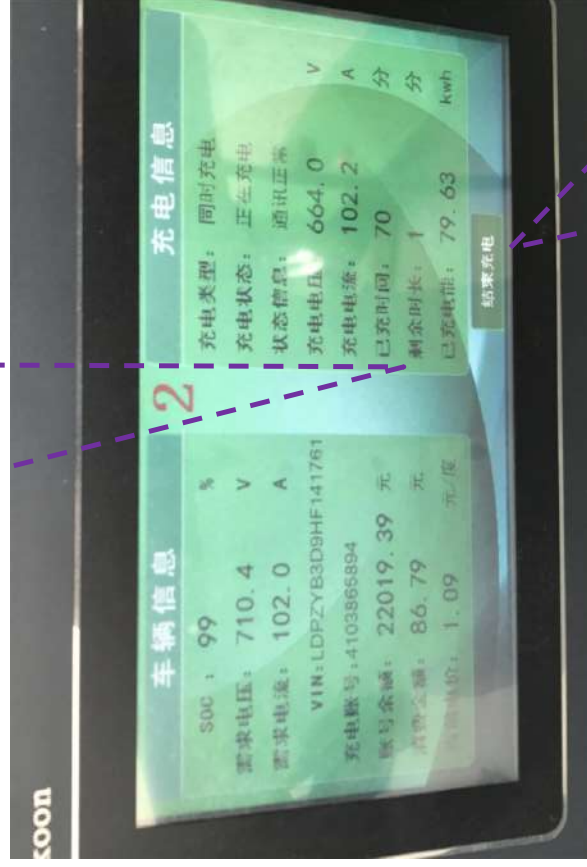 koon
车辆信息
SOC : 99 %
需求电压: 710.4 V
需求电流: 102.0 A
VIN:LDPZYB3D9HF141761
充电账号:4103865894
账号余额: 22019.39 元
消费金额: 86.79 元
1.09 元/度
2
充电信息
充电类型: 同时充电
充电状态: 正在充电
状态信息: 通讯正常
充电电压: 664.0 V
充电电流: 102.2 A
已充时间: 70 分
剩余时长: 1 分
已充电能: 79.63 kwh
结束充电